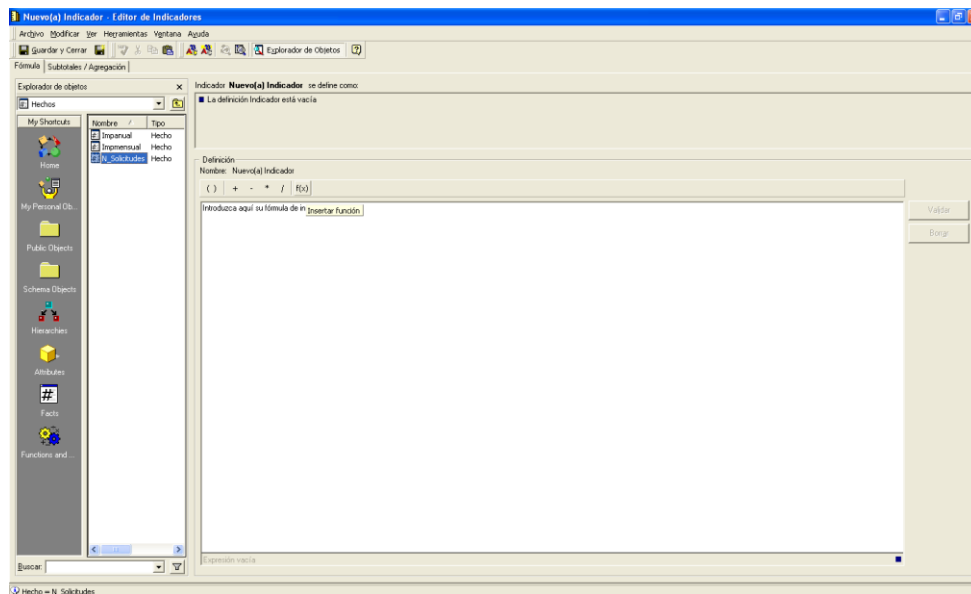 Nuevo(a) Indicador - Editor de Indicadores
Archivo Modificar Ver Herramientas Ventana Ayuda
Guardar y Cerrar Explorador de Objetos
Fórmula Subtotales / Agregación
Explorador de objetos
Hechos
My Shortcuts
Home
My Personal Ob...
Public Objects
Schema Objects
Hierarchies
Attributes
Facts
Functions and ...
Nombre Tipo
Impanual Hecho
Impmensual Hecho
N_Solicitudes Hecho
Buscar:
Indicador Nuevo(a) Indicador se define como:
La definición Indicador está vacía
Definición
Nombre: Nuevo(a) Indicador
( ) + - * / f(x)
Introduzca aquí su fórmula de in
Insertar función
Validar
Borrar
Expresión vacía
Hecho = N_Solicitudes